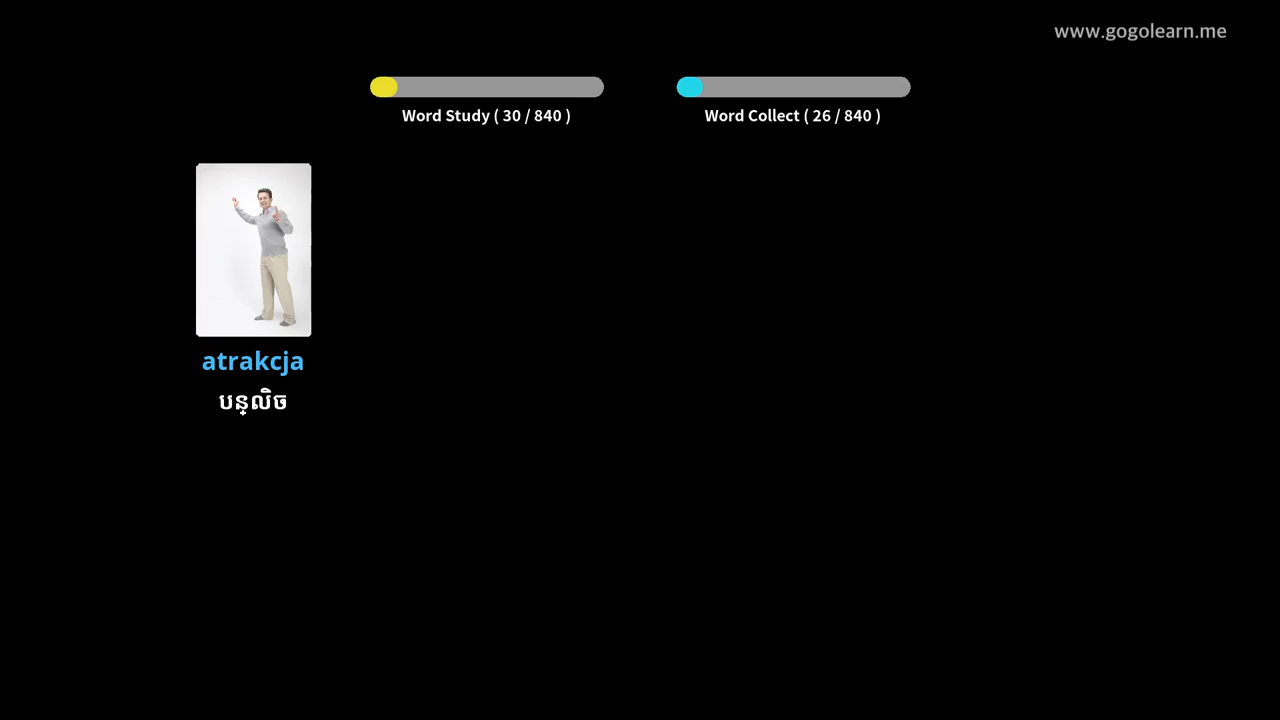 www.gogolearn.me
Word Study ( 30 / 840 )
Word Collect ( 26 / 840 )
atrakcja
បន្លិច